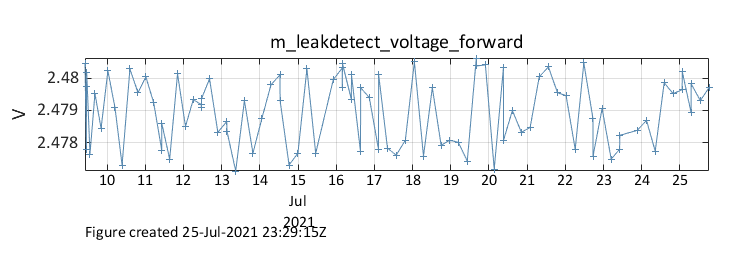 m_leakdetect_voltage_forward
2.48
2.479
2.478
V
10 11 12 13 14 15 16 17 18 19 20 21 22 23 24 25
Jul
2021
Figure created 25-Jul-2021 23:29:15Z